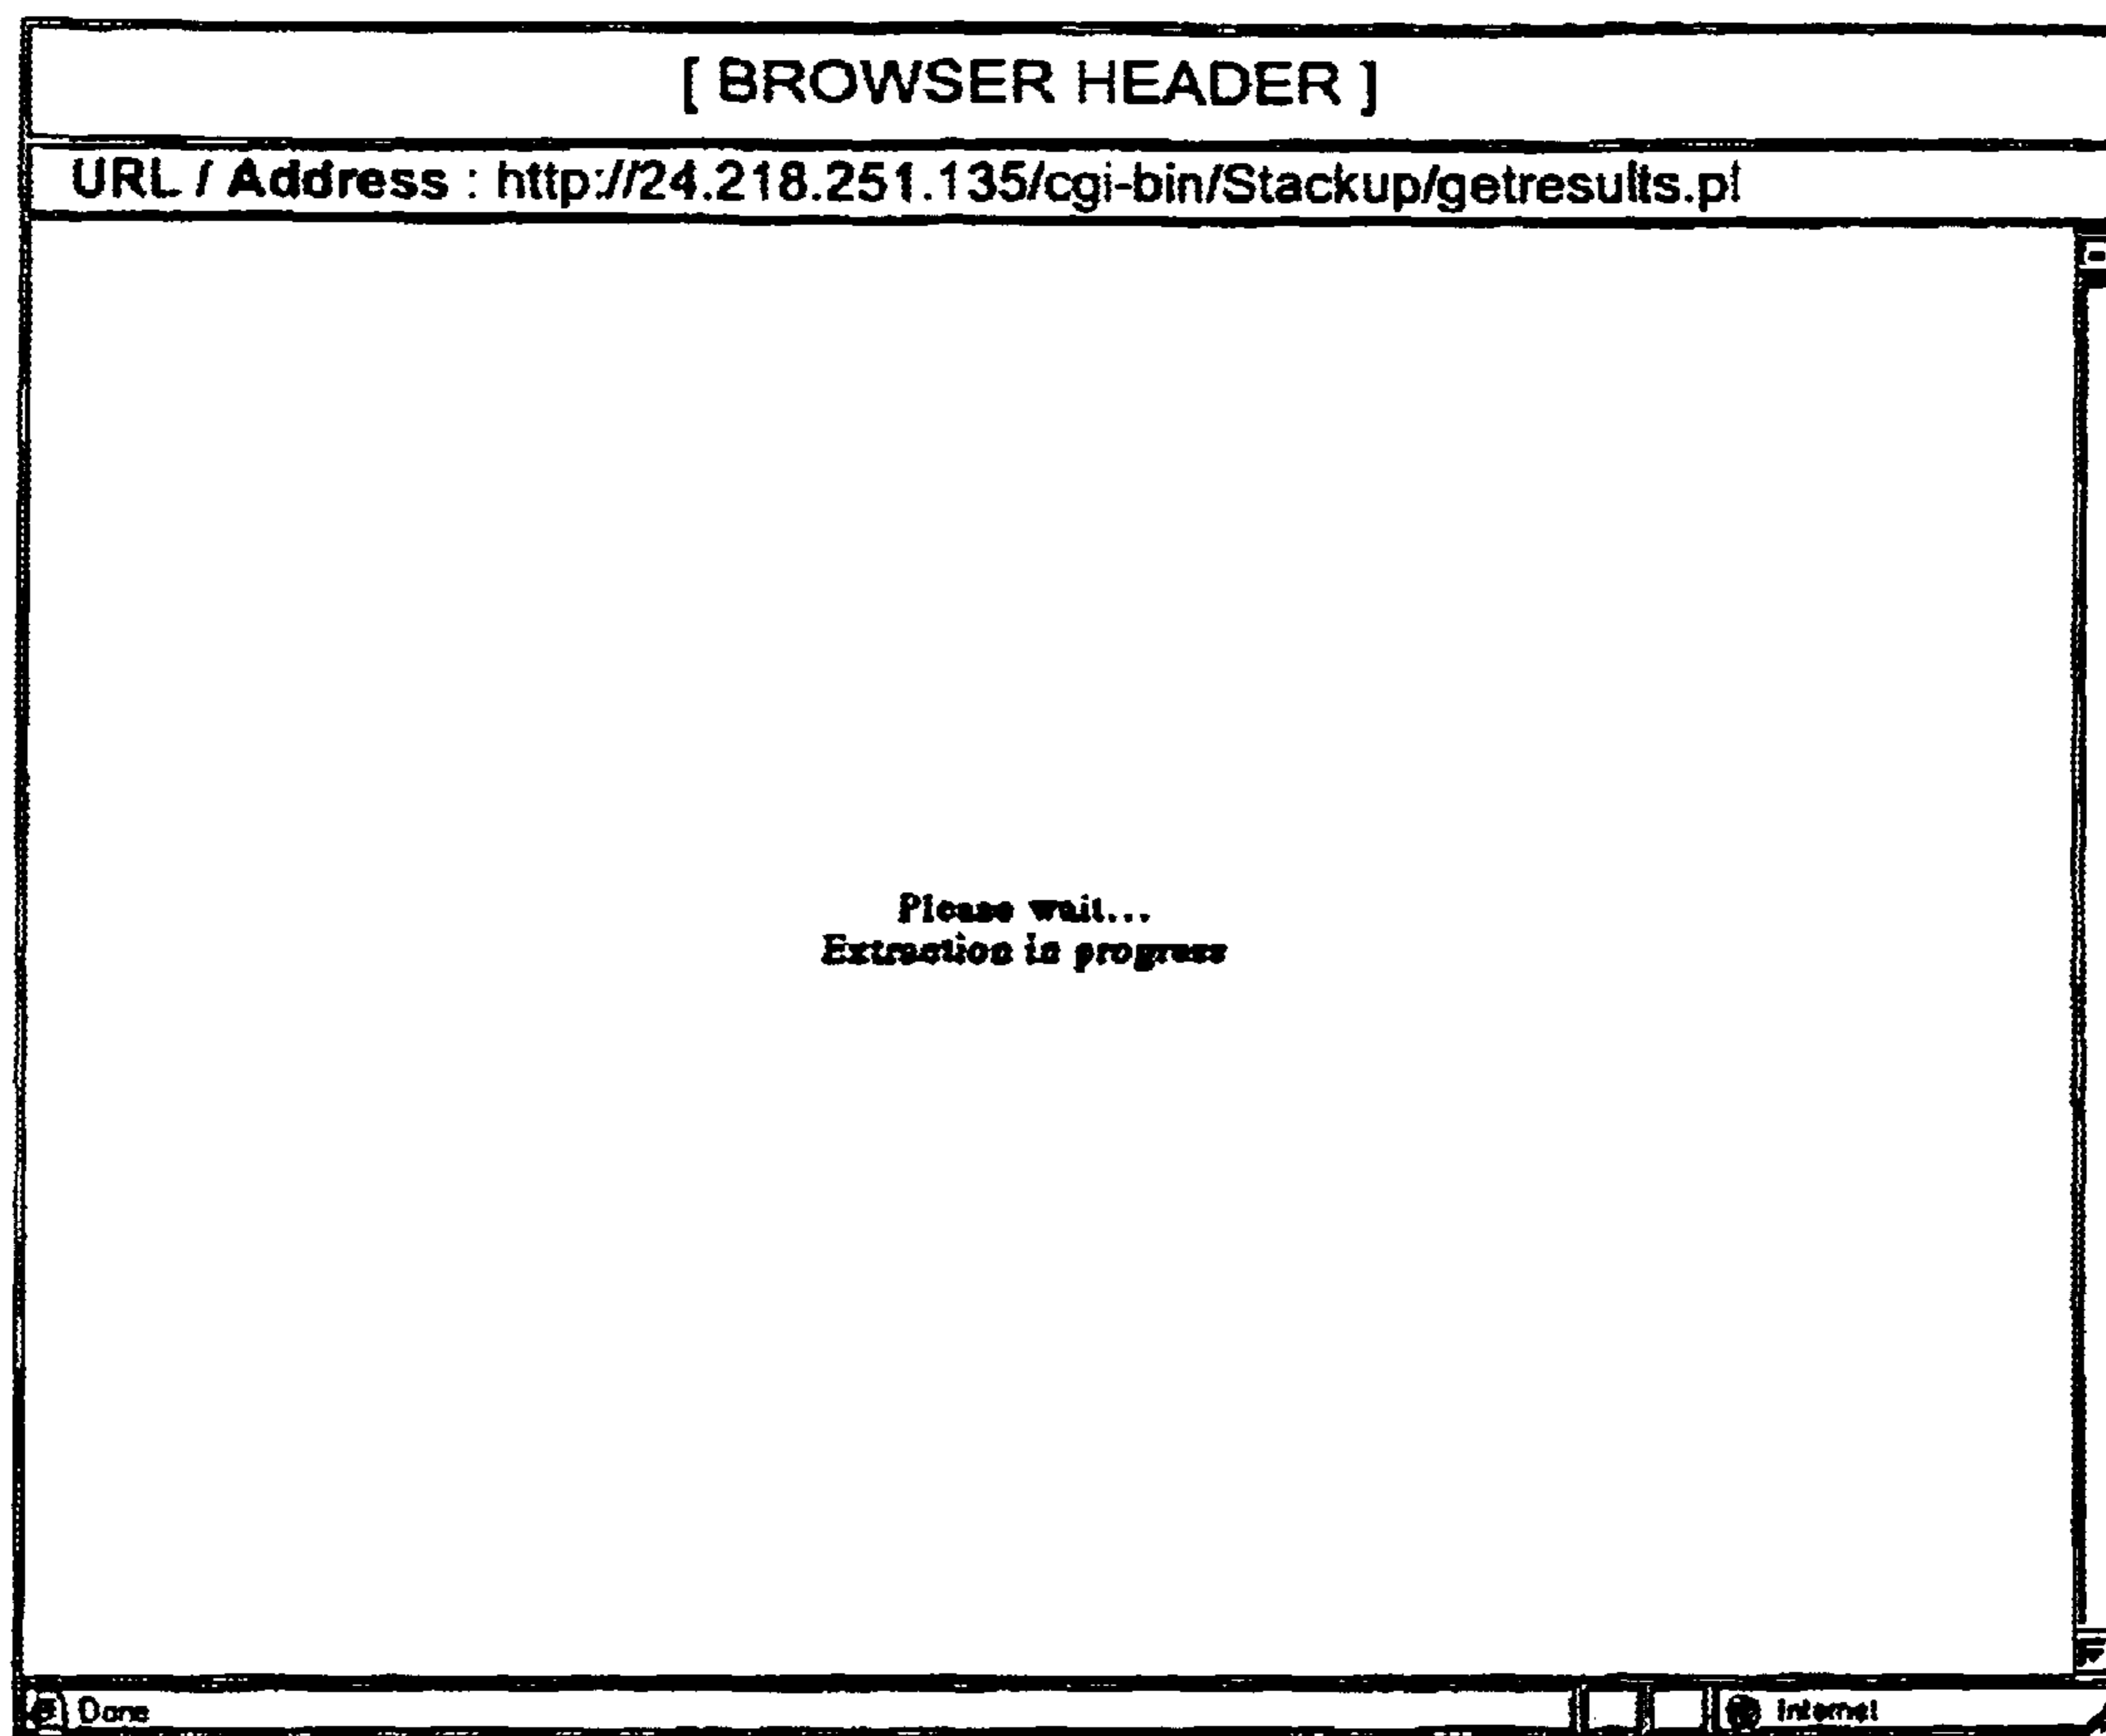 [ BROWSER HEADER ]
URL / Address : http://24.218.251.135/cgi-bin/Stackup/getresults.pl
Please wait...
Extraction in progress
Done
Internet